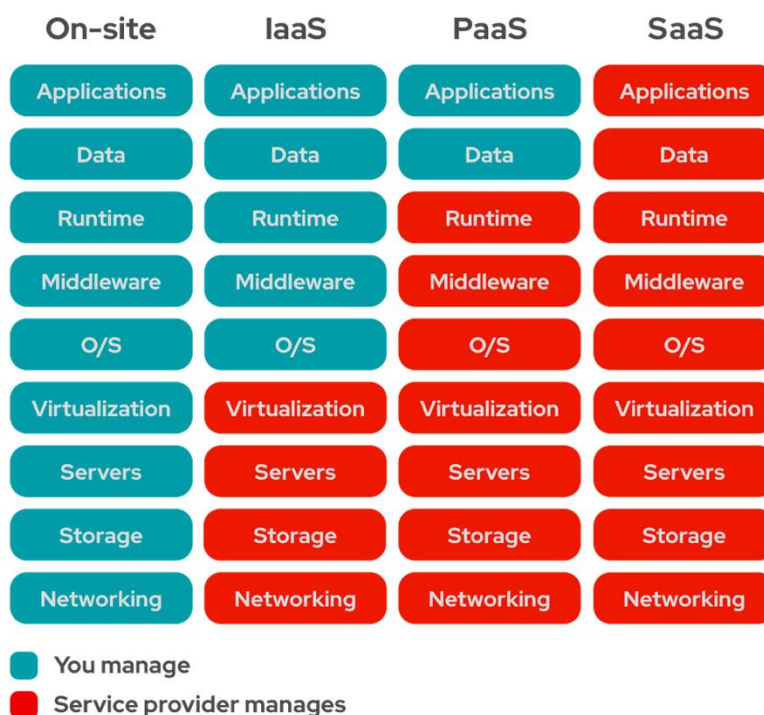 On-site IaaS PaaS SaaS
Applications Applications Applications Applications
Data Data Data Data
Runtime Runtime Runtime Runtime
Middleware Middleware Middleware Middleware
O/S O/S O/S O/S
Virtualization Virtualization Virtualization Virtualization
Servers Servers Servers Servers
Storage Storage Storage Storage
Networking Networking Networking Networking
You manage
Service provider manages